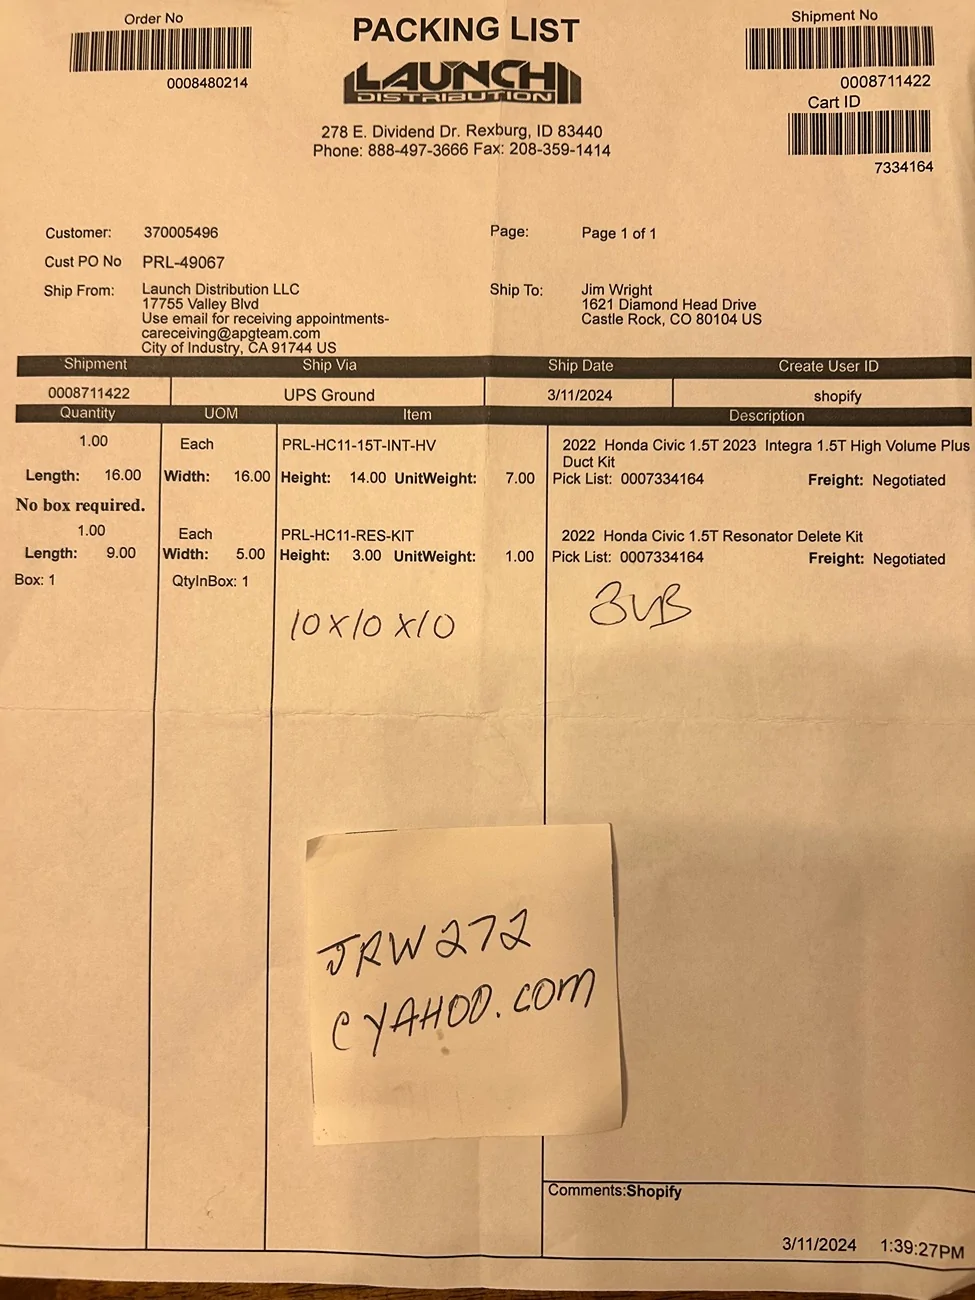 Order No
0008480214
PACKING LIST
LAUNCH
DISTRIBUTION
278 E. Dividend Dr. Rexburg, ID 83440
Phone: 888-497-3666 Fax: 208-359-1414
Shipment No
0008711422
Cart ID
7334164
Customer: 370005496
Page: Page 1 of 1
Cust PO No PRL-49067
Ship From: Launch Distribution LLC
17755 Valley Blvd
Use email for receiving appointments-
careceiving@apgteam.com
City of Industry, CA 91744 US
Ship To: Jim Wright
1621 Diamond Head Drive
Castle Rock, CO 80104 US
Shipment Ship Via Ship Date Create User ID
0008711422 UPS Ground 3/11/2024 shopify
Quantity UOM Item Description
1.00 Each PRL-HC11-15T-INT-HV 2022 Honda Civic 1.5T 2023 Integra 1.5T High Volume Plus
Duct Kit
Length: 16.00 Width: 16.00 Height: 14.00 UnitWeight: 7.00 Pick List: 0007334164 Freight: Negotiated
No box required.
1.00 Each PRL-HC11-RES-KIT 2022 Honda Civic 1.5T Resonator Delete Kit
Length: 9.00 Width: 5.00 Height: 3.00 UnitWeight: 1.00 Pick List: 0007334164 Freight: Negotiated
Box: 1 QtyInBox: 1
10 X 10 X 10
JRW272
@YAHOO.COM
Comments:Shopify
3/11/2024 1:39:27PM